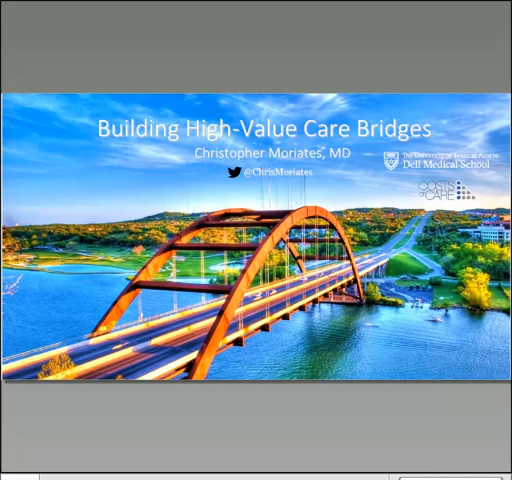 Building High-Value Care Bridges
Christopher Moriates, MD
@ChrisMoriates
The University of Texas at Austin
Dell Medical School
COSTS
OF
CARE